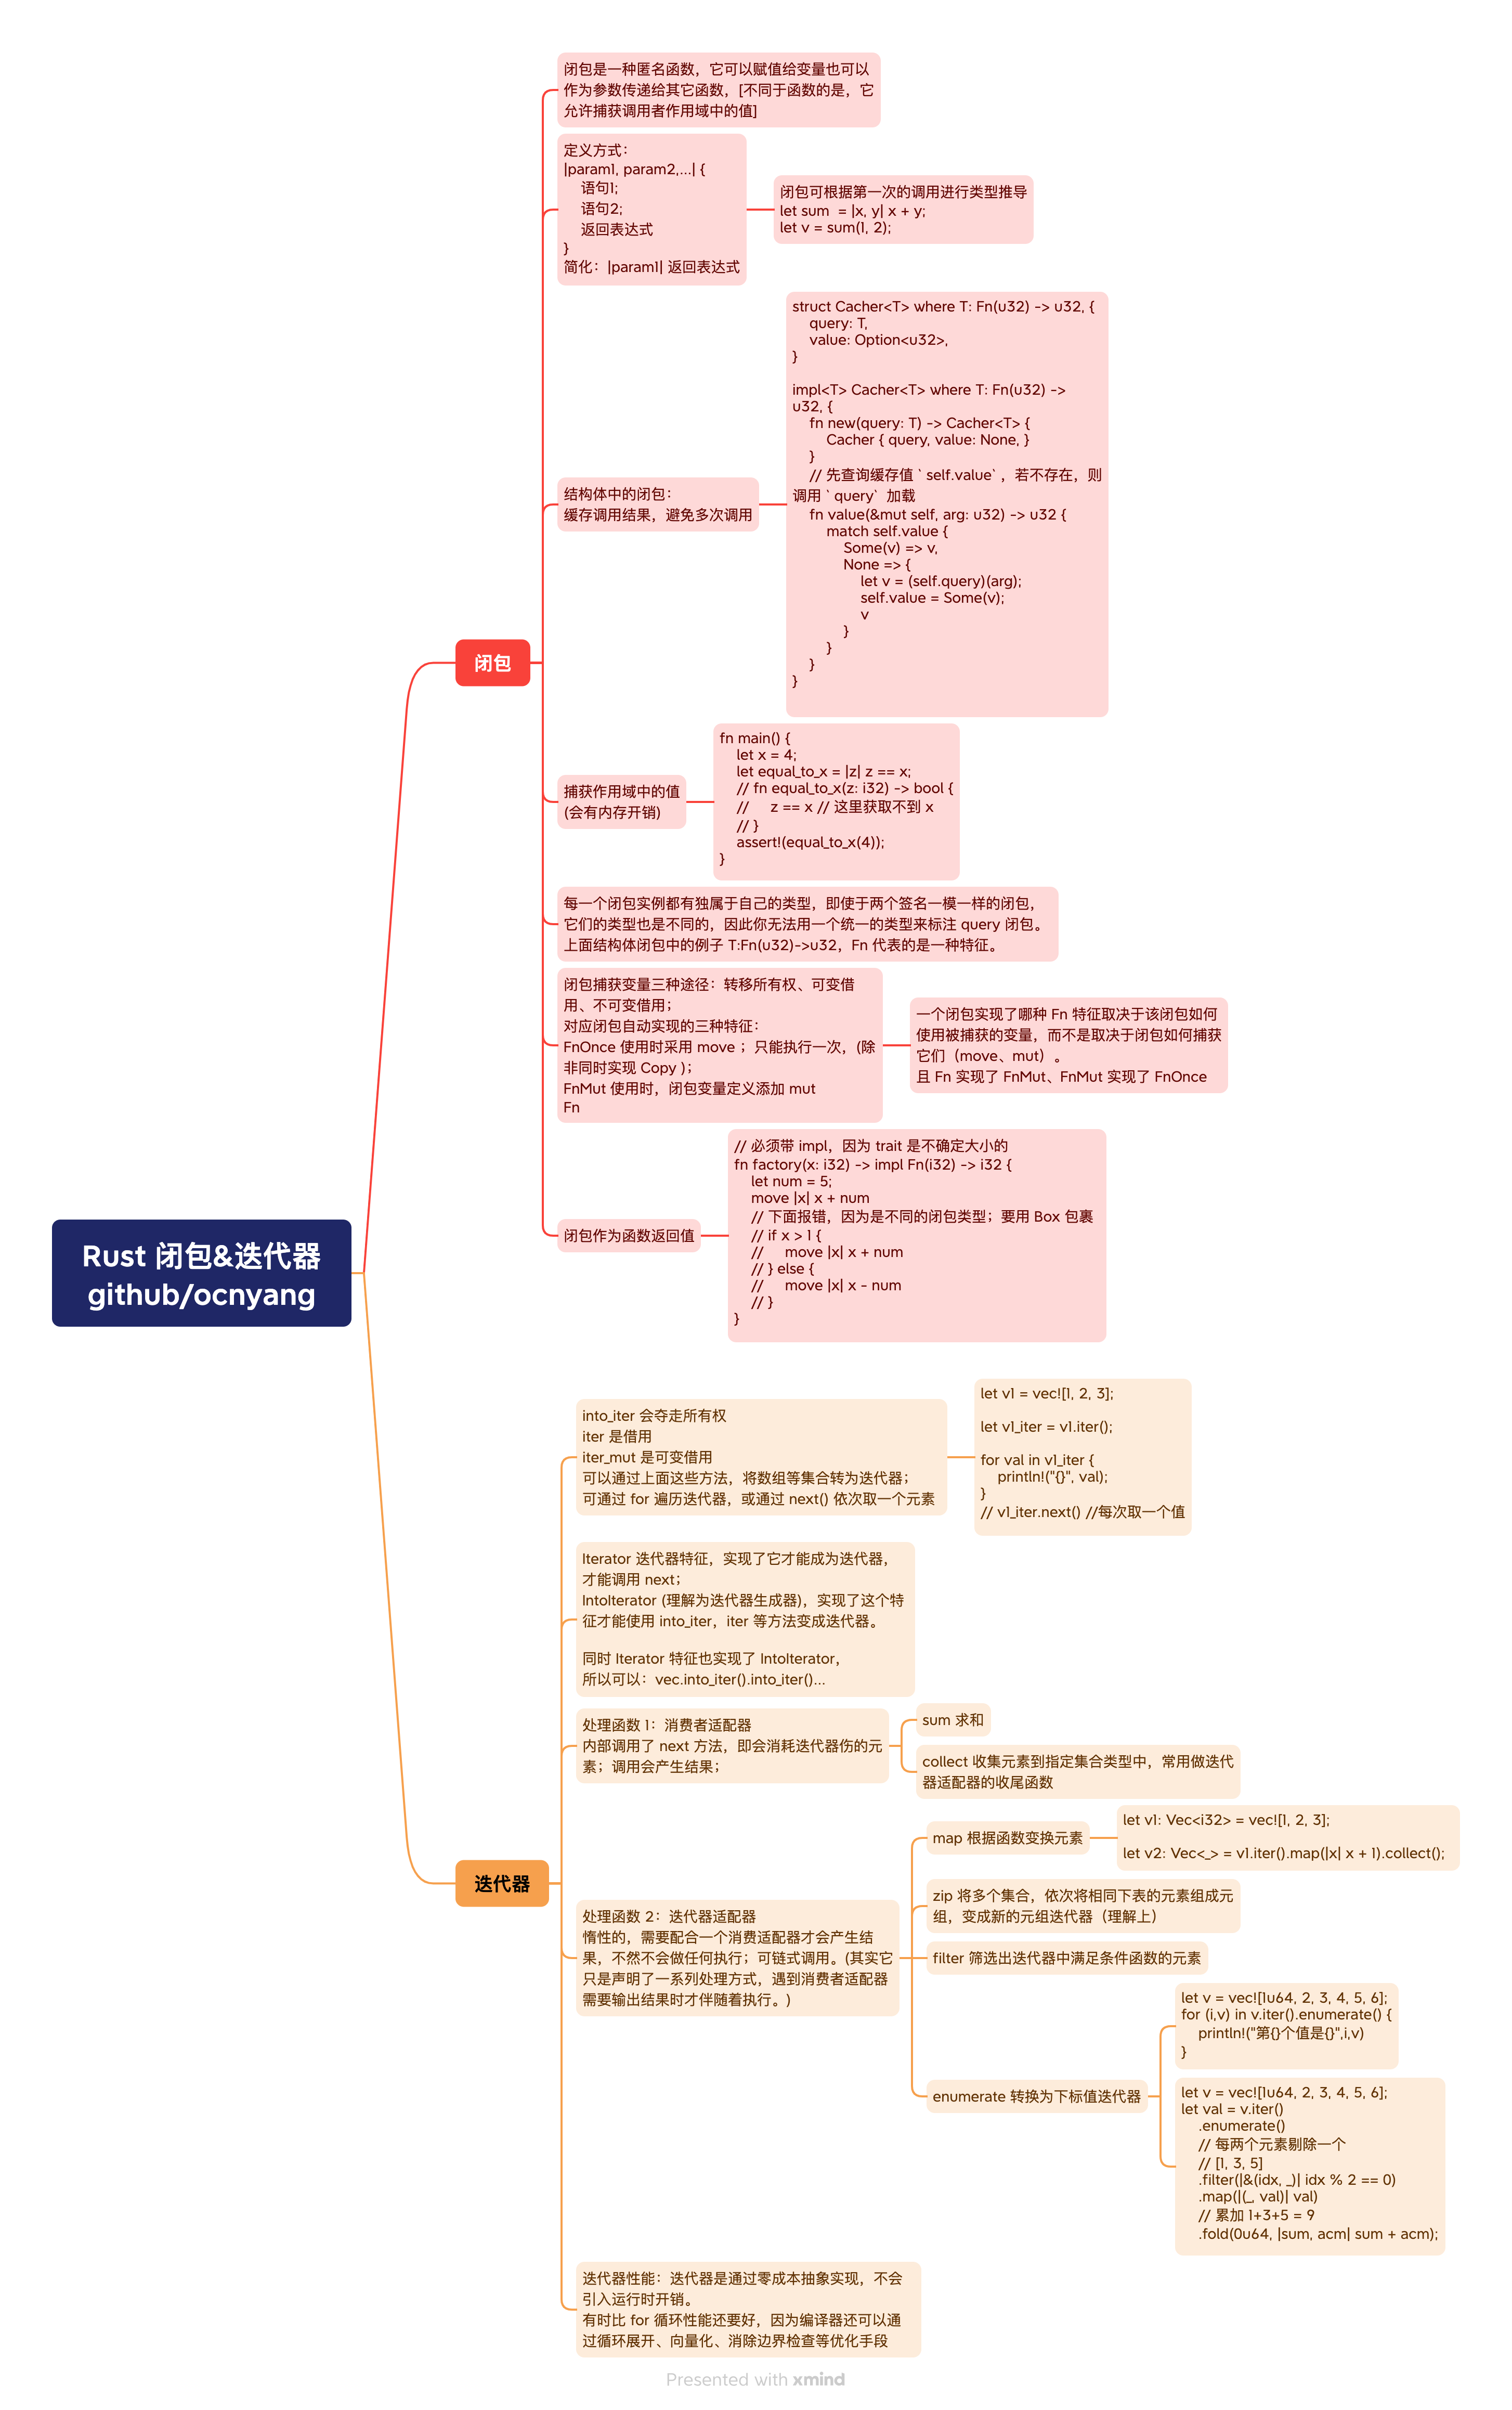 Rust 闭包&迭代器
github/ocnyang
闭包
闭包是一种匿名函数，它可以赋值给变量也可以
作为参数传递给其它函数，[不同于函数的是，它
允许捕获调用者作用域中的值]
定义方式：
|param1, param2,...| {
    语句1;
    语句2;
    返回表达式
}
简化：|param1| 返回表达式
闭包可根据第一次的调用进行类型推导
let sum  = |x, y| x + y;
let v = sum(1, 2);
结构体中的闭包：
缓存调用结果，避免多次调用
struct Cacher<T> where T: Fn(u32) -> u32, {
    query: T,
    value: Option<u32>,
}
impl<T> Cacher<T> where T: Fn(u32) ->
u32, {
    fn new(query: T) -> Cacher<T> {
        Cacher { query, value: None, }
    }
    // 先查询缓存值 ` self.value` ，若不存在，则
调用 ` query`  加载
    fn value(&mut self, arg: u32) -> u32 {
        match self.value {
            Some(v) => v,
            None => {
                let v = (self.query)(arg);
                self.value = Some(v);
                v
            }
        }
    }
}
捕获作用域中的值
(会有内存开销)
fn main() {
    let x = 4;
    let equal_to_x = |z| z == x;
    // fn equal_to_x(z: i32) -> bool {
    //     z == x // 这里获取不到 x
    // }
    assert!(equal_to_x(4));
}
每一个闭包实例都有独属于自己的类型，即使于两个签名一模一样的闭包，
它们的类型也是不同的，因此你无法用一个统一的类型来标注 query 闭包。
上面结构体闭包中的例子 T:Fn(u32)->u32，Fn 代表的是一种特征。
闭包捕获变量三种途径：转移所有权、可变借
用、不可变借用；
对应闭包自动实现的三种特征：
FnOnce 使用时采用 move ；只能执行一次，(除
非同时实现 Copy )；
FnMut 使用时，闭包变量定义添加 mut
Fn
一个闭包实现了哪种 Fn 特征取决于该闭包如何
使用被捕获的变量，而不是取决于闭包如何捕获
它们（move、mut）。
且 Fn 实现了 FnMut、FnMut 实现了 FnOnce
闭包作为函数返回值
// 必须带 impl，因为 trait 是不确定大小的
fn factory(x: i32) -> impl Fn(i32) -> i32 {
    let num = 5;
    move |x| x + num
    // 下面报错，因为是不同的闭包类型；要用 Box 包裹
    // if x > 1 {
    //     move |x| x + num
    // } else {
    //     move |x| x - num
    // }
}
迭代器
into_iter 会夺走所有权
iter 是借用
iter_mut 是可变借用
可以通过上面这些方法，将数组等集合转为迭代器；
可通过 for 遍历迭代器，或通过 next() 依次取一个元素
let v1 = vec![1, 2, 3];
let v1_iter = v1.iter();
for val in v1_iter {
    println!("{}", val);
}
// v1_iter.next() //每次取一个值
Iterator 迭代器特征，实现了它才能成为迭代器，
才能调用 next；
IntoIterator (理解为迭代器生成器)，实现了这个特
征才能使用 into_iter，iter 等方法变成迭代器。
同时 Iterator 特征也实现了 IntoIterator，
所以可以：vec.into_iter().into_iter()...
处理函数 1：消费者适配器
内部调用了 next 方法，即会消耗迭代器伤的元
素；调用会产生结果；
sum 求和
collect 收集元素到指定集合类型中，常用做迭代
器适配器的收尾函数
处理函数 2：迭代器适配器
惰性的，需要配合一个消费适配器才会产生结
果，不然不会做任何执行；可链式调用。(其实它
只是声明了一系列处理方式，遇到消费者适配器
需要输出结果时才伴随着执行。)
map 根据函数变换元素
let v1: Vec<i32> = vec![1, 2, 3];
let v2: Vec<_> = v1.iter().map(|x| x + 1).collect();
zip 将多个集合，依次将相同下表的元素组成元
组，变成新的元组迭代器（理解上）
filter 筛选出迭代器中满足条件函数的元素
enumerate 转换为下标值迭代器
let v = vec![1u64, 2, 3, 4, 5, 6];
for (i,v) in v.iter().enumerate() {
    println!("第{}个值是{}",i,v)
}
let v = vec![1u64, 2, 3, 4, 5, 6];
let val = v.iter()
    .enumerate()
    // 每两个元素剔除一个
    // [1, 3, 5]
    .filter(|&(idx, _)| idx % 2 == 0)
    .map(|(_, val)| val)
    // 累加 1+3+5 = 9
    .fold(0u64, |sum, acm| sum + acm);
迭代器性能：迭代器是通过零成本抽象实现，不会
引入运行时开销。
有时比 for 循环性能还要好，因为编译器还可以通
过循环展开、向量化、消除边界检查等优化手段
Presented with xmind